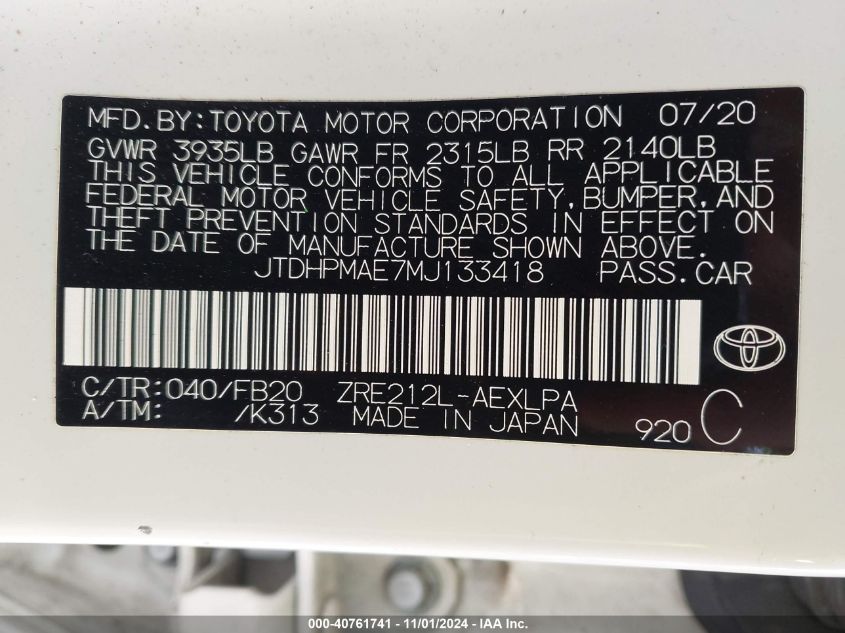 MFD.BY:TOYOTA MOTOR CORPORATION 07/20
GVWR 3935LB GAWR FR 2315LB RR 2140LB
THIS VEHICLE CONFORMS TO ALL APPLICABLE
FEDERAL MOTOR VEHICLE SAFETY,BUMPER,AND
THEFT PREVENTION STANDARDS IN EFFECT ON
THE DATE OF MANUFACTURE SHOWN ABOVE.
JTDHPMAE7MJ133418 PASS.CAR
C/TR:040/FB20 ZRE212L-AEXLPA
A/TM: /K313 MADE IN JAPAN 920 C
000-40761741 - 11/01/2024 - IAAI Inc.